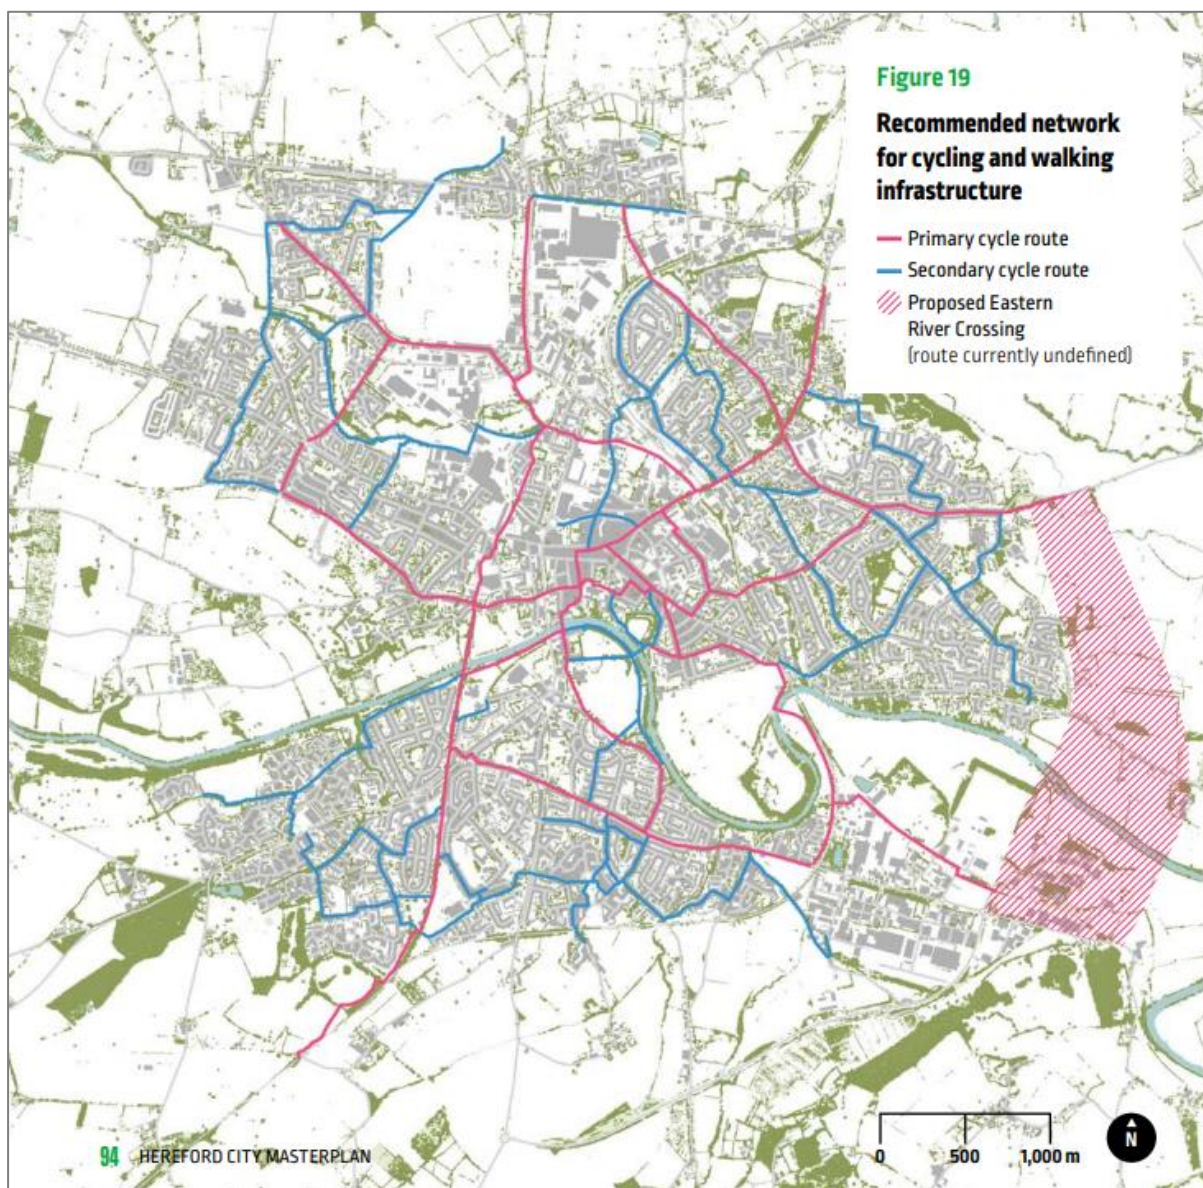 Figure 19
Recommended network
for cycling and walking
infrastructure
Primary cycle route
Secondary cycle route
Proposed Eastern
River Crossing
(route currently undefined)
0 500 1,000 m
N
94 HEREFORD CITY MASTERPLAN